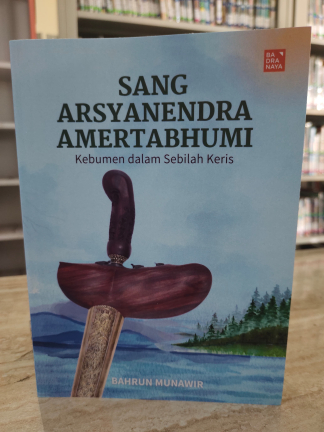 BA
DRA
NAYA
SANG
ARSYANENDRA
AMERTABHUMI
Kebumen dalam Sebilah Keris
BAHRUN MUNAWIR